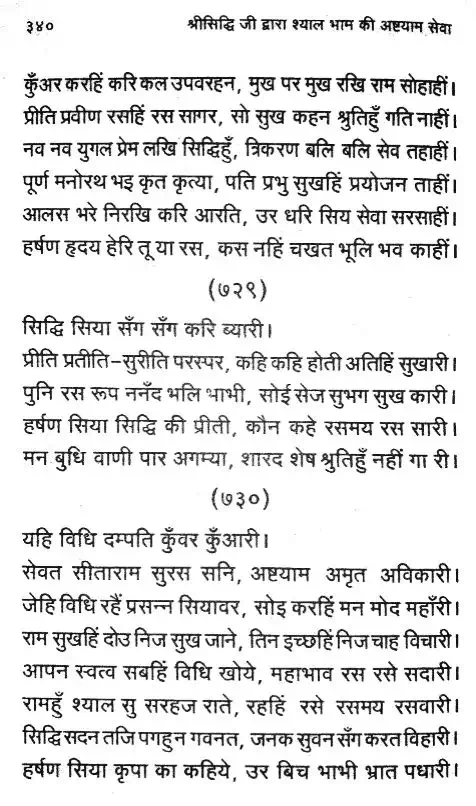 ३४० श्रीसिद्धि जी द्वारा श्याल भाम की अष्टयाम सेवा
कुँअर करहिं करि कल उपवरहन, मुख पर मुख रखि राम सोहाहीं।
प्रीति प्रवीण रसहिं रस सागर, सो सुख कहन श्रुतिहुँ गति नाहीं।
नव नव युगल प्रेम लखि सिद्धिहुँ, त्रिकरण बलि बलि सेव तहाहीं।
पूर्ण मनोरथ भइ कृत कृत्या, पति प्रभु सुखहिं प्रयोजन ताहीं।
आलस भरे निरखि करि आरति, उर धरि सिय सेवा सरसाहीं।
हर्षण हृदय हेरि तू या रस, कस नहिं चखत भूलि भव काहीं।
(७२९)
सिद्धि सिया सँग सँग करि ब्यारी।
प्रीति प्रतीति-सुरीति परस्पर, कहि कहि होती अतिहिं सुखारी।
पुनि रस रूप ननँद भलि भाभी, सोई सेज सुभग सुख कारी।
हर्षण सिया सिद्धि की प्रीती, कौन कहे रसमय रस सारी।
मन बुधि वाणी पार अगम्या, शारद शेष श्रुतिहुँ नहीं गा री।
(७३०)
यहि विधि दम्पति कुँवर कुँआरी।
सेवत सीताराम सुरस सनि, अष्टयाम अमृत अविकारी।
जेहि विधि रहैं प्रसन्न सियावर, सोइ करहिं मन मोद महाँरी।
राम सुखहिं दोउ निज सुख जाने, तिन इच्छहिं निज चाह विचारी।
आपन स्वत्व सबहिं विधि खोये, महाभाव रस रसे सदारी।
रामहुँ श्याल सु सरहज राते, रहहिं रसे रसमय रसवारी।
सिद्धि सदन तजि पगहुन गवनत, जनक सुवन सँग करत विहारी।
हर्षण सिया कृपा का कहिये, उर बिच भाभी भ्रात पधारी।